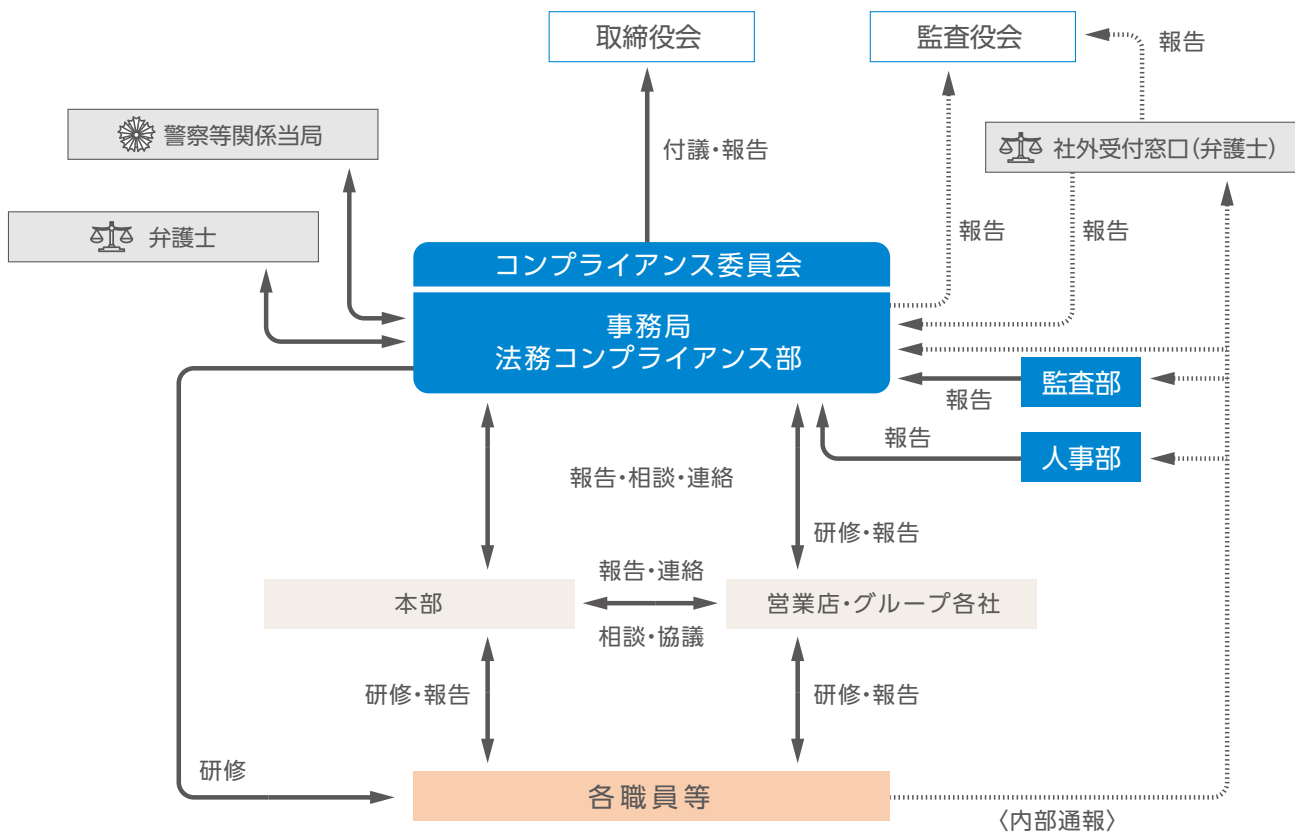 取締役会
監査役会
報告
警察等関係当局
付議・報告
社外受付窓口(弁護士)
弁護士
報告
報告
コンプライアンス委員会
事務局
法務コンプライアンス部
監査部
報告
人事部
報告
報告・相談・連絡
研修・報告
報告・連絡
本部
営業店・グループ各社
相談・協議
研修・報告
研修・報告
研修
各職員等
〈内部通報〉